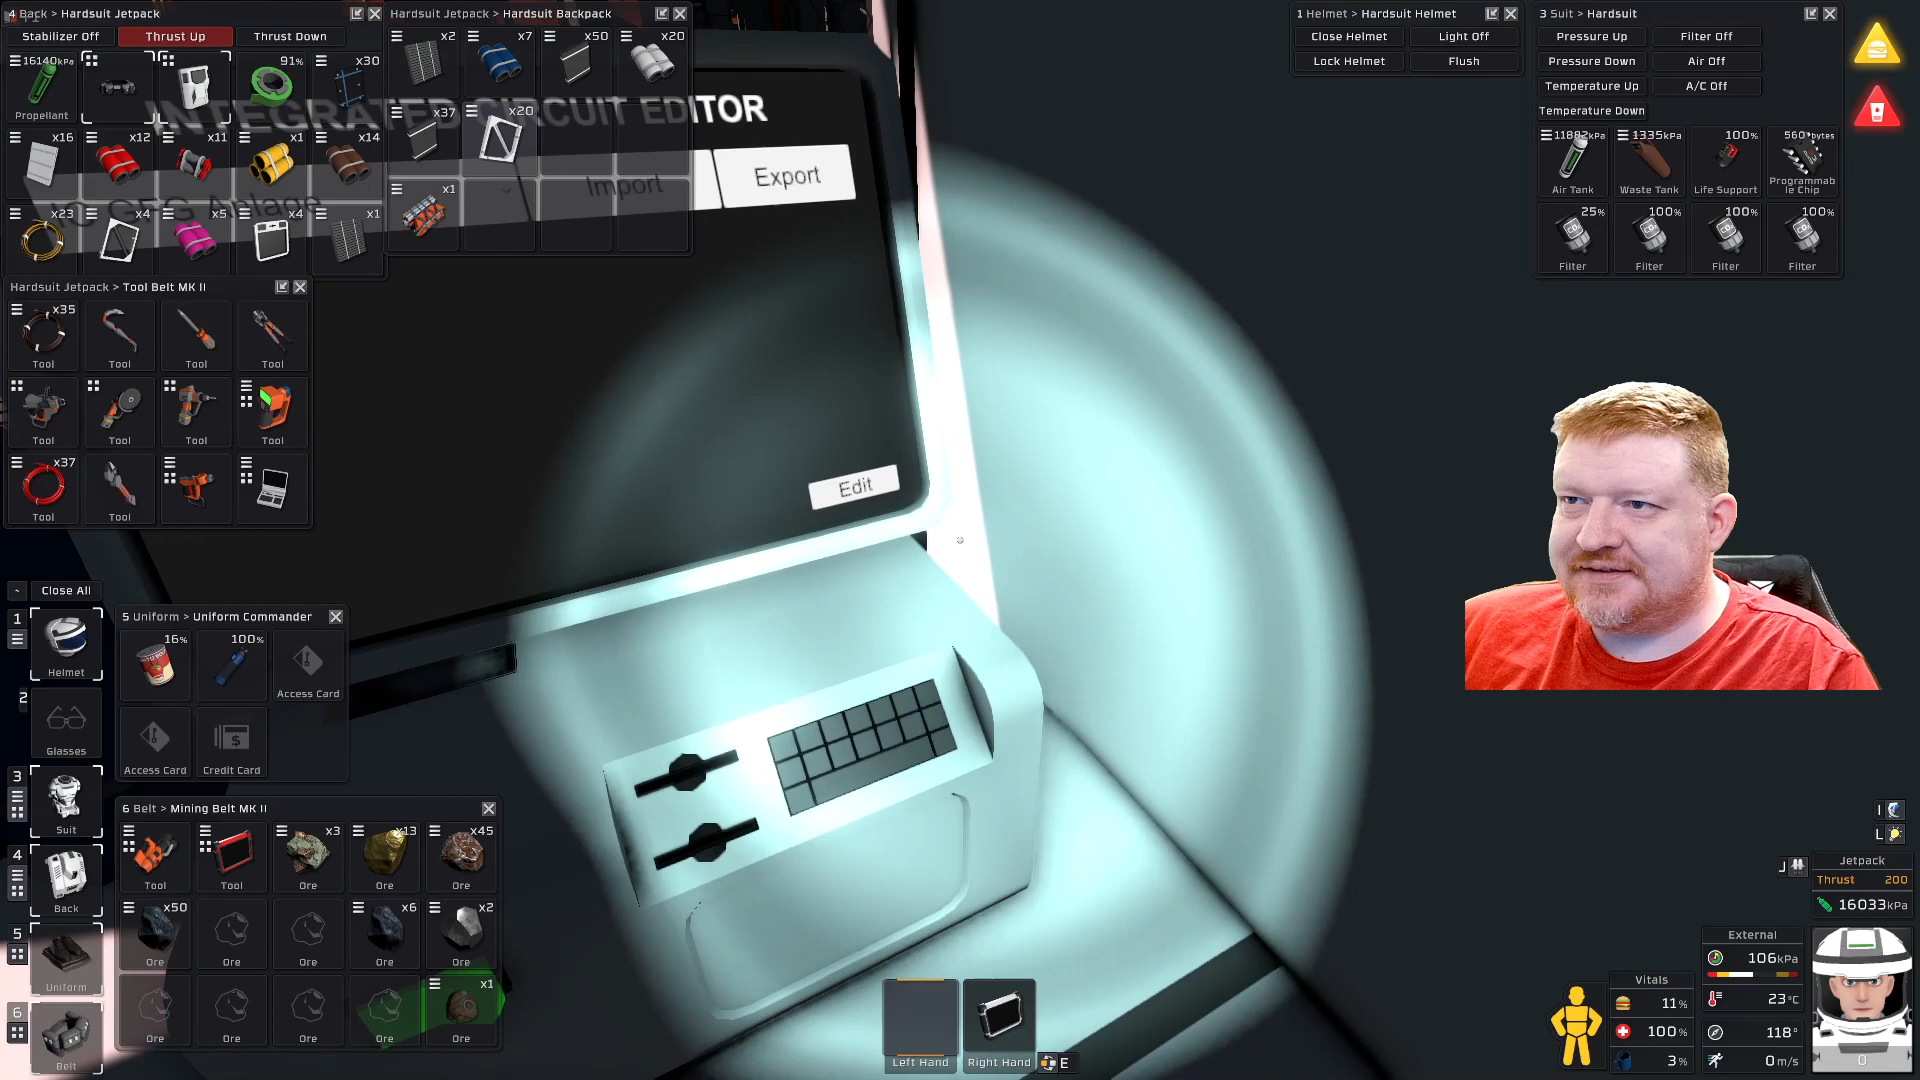 4 Back > Hardsuit Jetpack
Stabilizer Off
Thrust Up
Thrust Down
16140kPa
91%
x30
Propellant
x16
x12
x11
x1
x14
x23
x4
x5
x4
x1
Hardsuit Jetpack > Hardsuit Backpack
x2
x7
x50
x20
x37
x20
x1
INTEGRATED CIRCUIT EDITOR
Import
Export
Edit
1 Helmet > Hardsuit Helmet
Close Helmet
Light Off
Lock Helmet
Flush
3 Suit > Hardsuit
Pressure Up
Filter Off
Pressure Down
Air Off
Temperature Up
A/C Off
Temperature Down
11882kPa
1335kPa
100%
560 bytes
Air Tank
Waste Tank
Life Support
Programmab
le Chip
25%
100%
100%
100%
Filter
Filter
Filter
Filter
Hardsuit Jetpack > Tool Belt MK II
x35
Tool
Tool
Tool
Tool
Tool
Tool
Tool
Tool
x37
Tool
Tool
~
Close All
1
Helmet
2
Glasses
3
Suit
4
Back
5
Uniform
6
Belt
5 Uniform > Uniform Commander
16%
100%
Access Card
Access Card
Credit Card
6 Belt > Mining Belt MK II
x3
x13
x45
Tool
Tool
Ore
Ore
Ore
x50
x6
x2
Ore
Ore
Ore
Ore
Ore
x1
Ore
Ore
Ore
Ore
Ore
Left Hand
Right Hand
E
I
L
J
Jetpack
Thrust 200
16033kPa
External
106kPa
23°C
118°
0m/s
Vitals
11%
100%
3%
0